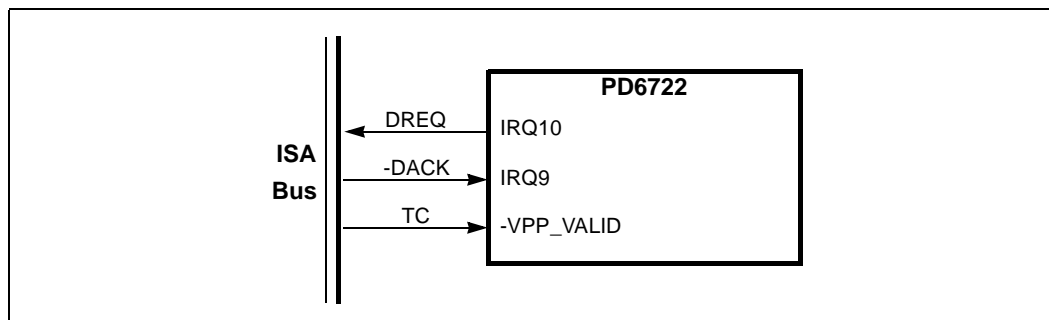 PD6722
DREQ
IRQ10
ISA
Bus
-DACK
IRQ9
TC
-VPP_VALID